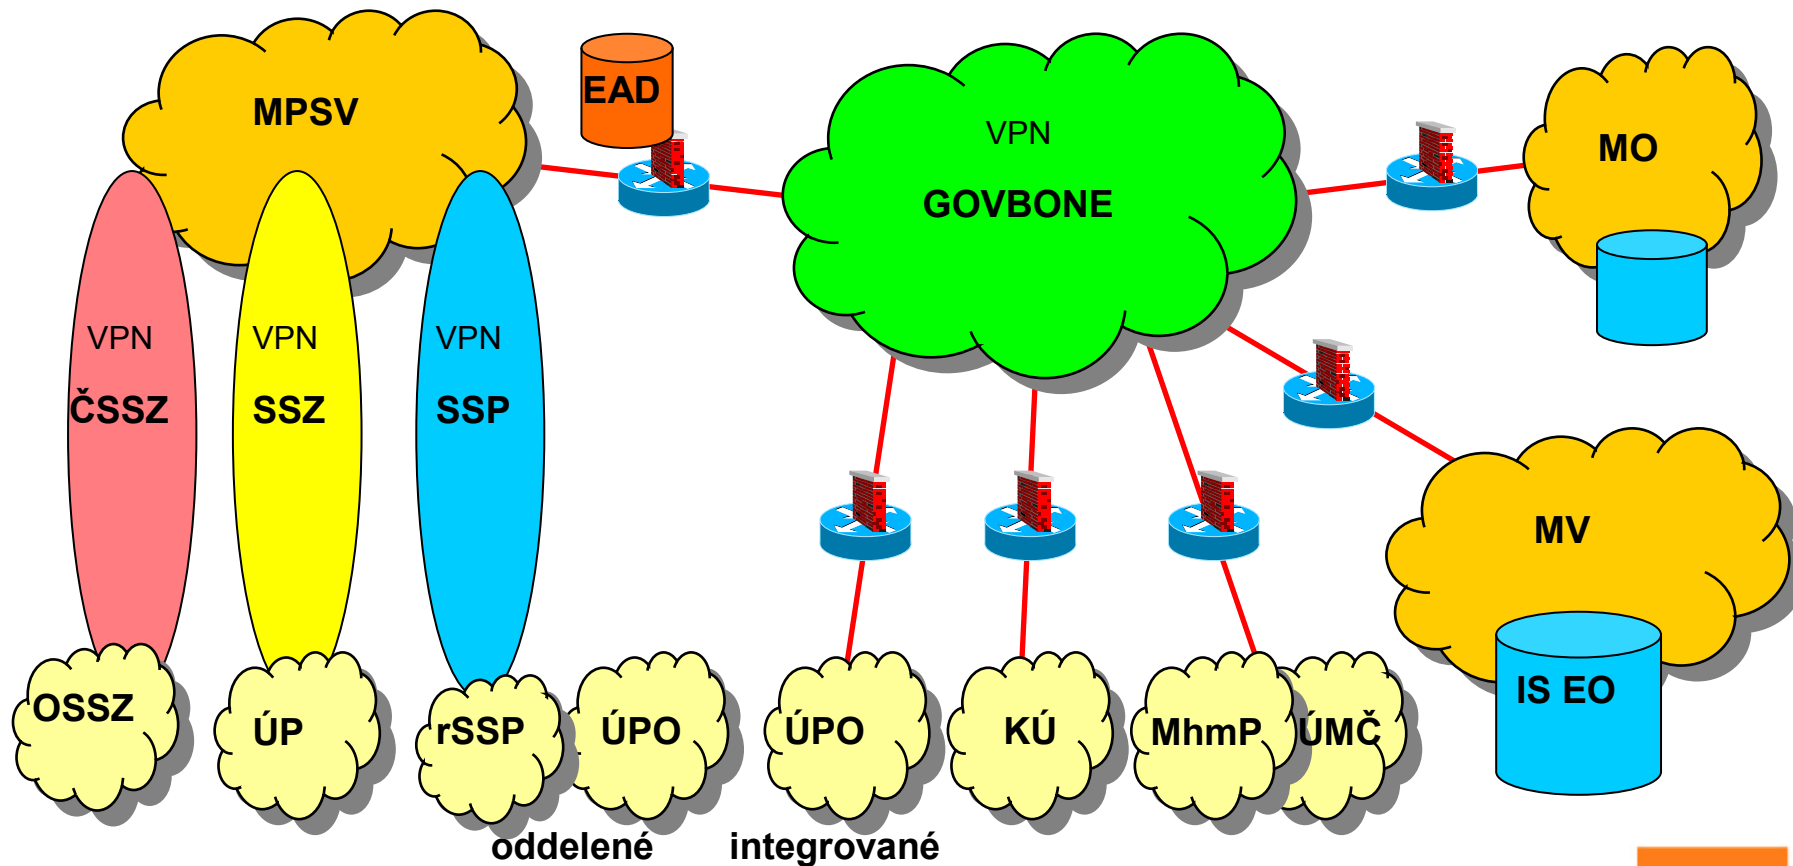 EAD
MPSV
VPN
GOVBONE
MO
VPN
ČSSZ
VPN
SSZ
VPN
SSP
MV
IS EO
OSSZ
ÚP
rSSP
ÚPO
ÚPO
KÚ
MhmP
ÚMČ
oddelené
integrované